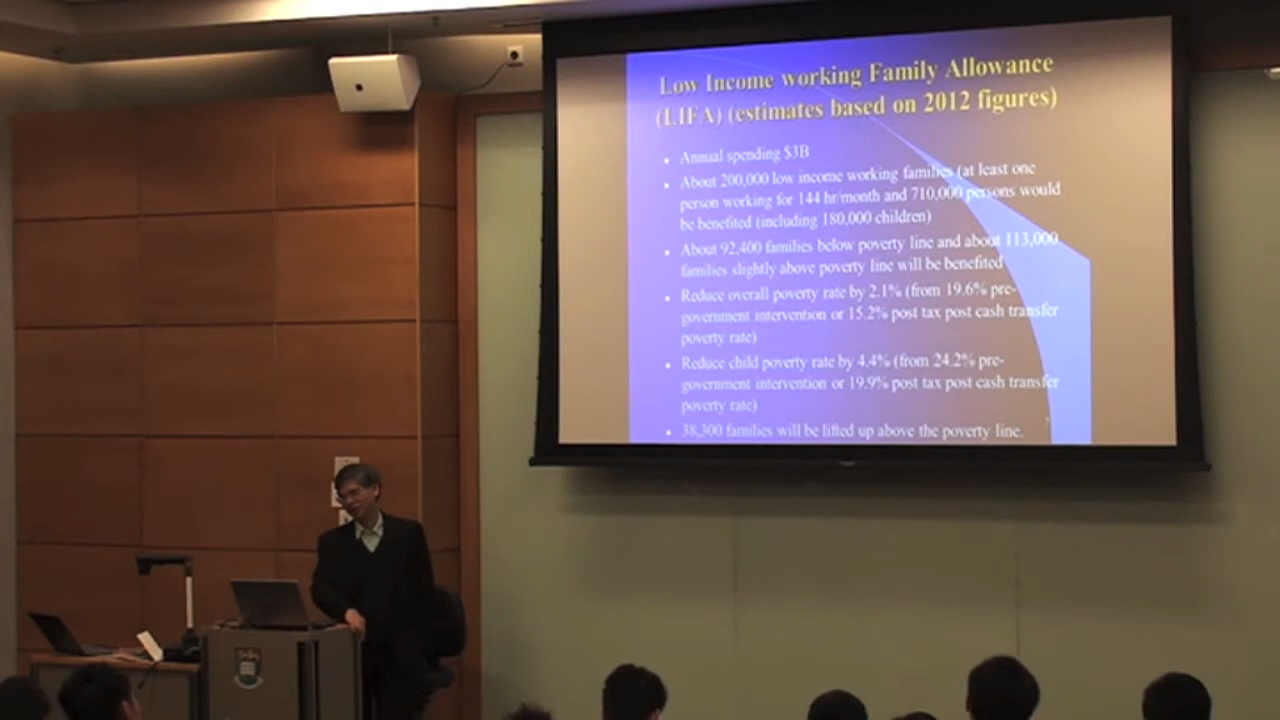 Low Income working Family Allowance
(LIFA) (estimates based on 2012 figures)
• Annual spending $3B
• About 200,000 low income working families (at least one
person working for 144 hr/month and 710,000 persons would
be benefited (including 180,000 children)
• About 92,400 families below poverty line and about 113,000
families slightly above poverty line will be benefited
• Reduce overall poverty rate by 2.1% (from 19.6% pre-
government intervention or 15.2% post tax post cash transfer
poverty rate)
• Reduce child poverty rate by 4.4% (from 24.2% pre-
government intervention or 19.9% post tax post cash transfer
poverty rate)
• 38,300 families will be lifted up above the poverty line.